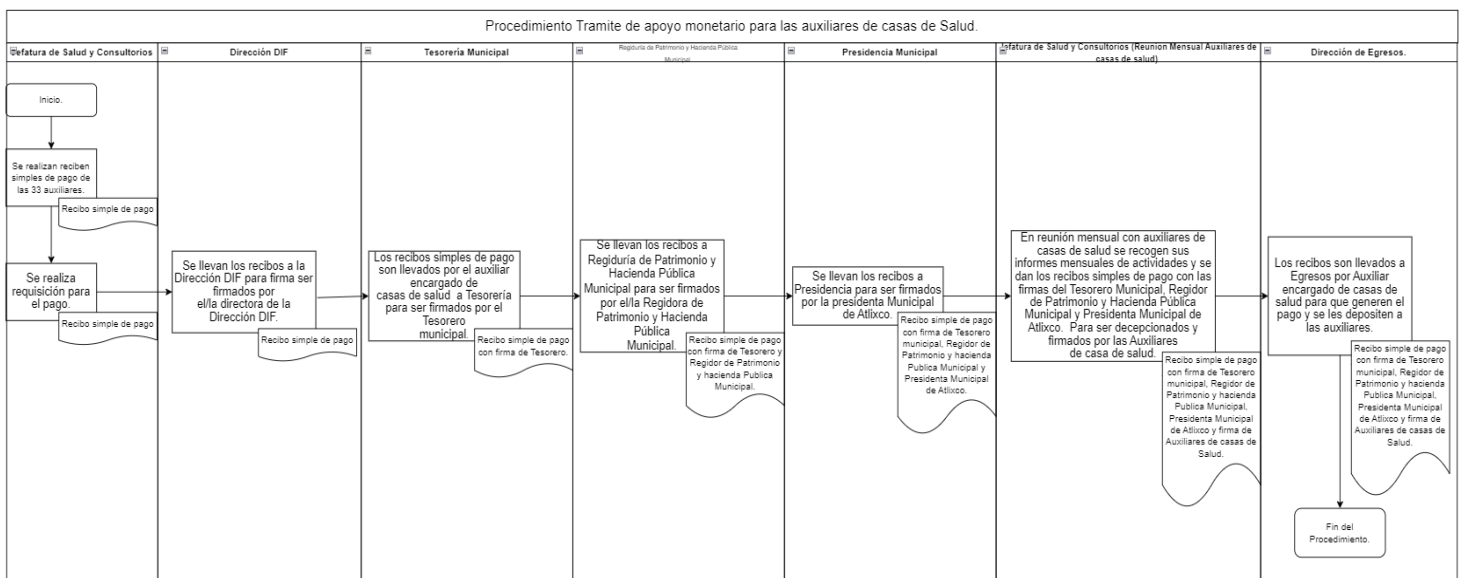 Procedimiento Tramite de apoyo monetario para las auxiliares de casas de Salud.
Jefatura de Salud y Consultorios
Dirección DIF
Tesorería Municipal
Regiduría de Patrimonio y Hacienda Pública
Municipal
Presidencia Municipal
Jefatura de Salud y Consultorios (Reunion Mensual Auxiliares de
casas de salud)
Dirección de Egresos.
Inicio.
Se realizan reciben
simples de pago de
las 33 auxiliares.
Recibo simple de pago
Se realiza
requisición para
el pago.
Recibo simple de pago
Se llevan los recibos a la
Dirección DIF para firma ser
firmados por
el/la directora de la
Dirección DIF.
Recibo simple de pago
Los recibos simples de pago
son llevados por el auxiliar
encargado de
casas de salud a Tesorería
para ser firmados por el
Tesorero
municipal.
Recibo simple de pago
con firma de Tesorero.
Se llevan los recibos a
Regiduría de Patrimonio y
Hacienda Pública
Municipal para ser firmados
por el/la Regidora de
Patrimonio y Hacienda
Pública
Municipal.
Recibo simple de pago
con firma de Tesorero y
Regidor de Patrimonio
y hacienda Publica
Municipal.
Se llevan los recibos a
Presidencia para ser firmados
por la presidenta Municipal
de Atlixco.
Recibo simple de pago
con firma de Tesorero
municipal, Regidor de
Patrimonio y hacienda
Publica Municipal y
Presidenta Municipal
de Atlixco.
En reunión mensual con auxiliares de
casas de salud se recogen sus
informes mensuales de actividades y se
dan los recibos simples de pago con las
firmas del Tesorero Municipal, Regidor
de Patrimonio y Hacienda Pública
Municipal y Presidenta Municipal de
Atlixco. Para ser decepcionados y
firmados por las Auxiliares
de casa de salud.
Recibo simple de pago
con firma de Tesorero
municipal, Regidor de
Patrimonio y hacienda
Publica Municipal,
Presidenta Municipal
de Atlixco y firma de
Auxiliares de casas de
Salud.
Los recibos son llevados a
Egresos por Auxiliar
encargado de casas de
salud para que generen el
pago y se les depositen a
las auxiliares.
Recibo simple de pago
con firma de Tesorero
municipal, Regidor de
Patrimonio y hacienda
Publica Municipal,
Presidenta Municipal
de Atlixco y firma de
Auxiliares de casas de
Salud.
Fin del
Procedimiento.